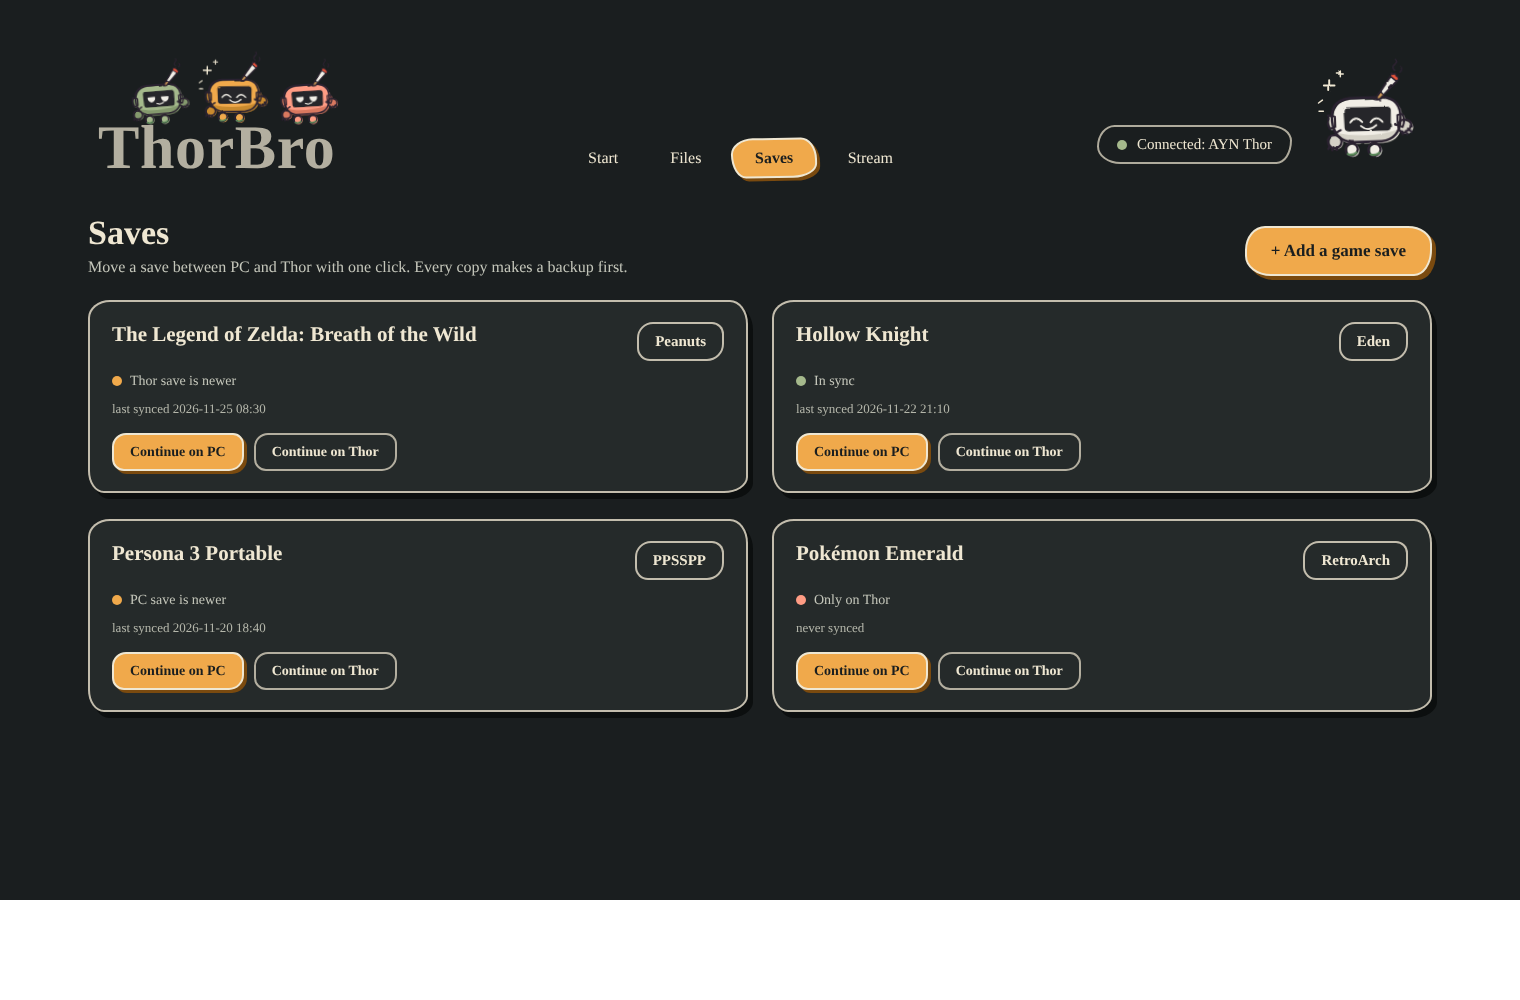 ThorBro
Start
Files
Saves
Stream
Connected: AYN Thor
Saves
Move a save between PC and Thor with one click. Every copy makes a backup first.
+ Add a game save
The Legend of Zelda: Breath of the Wild
Peanuts
Thor save is newer
last synced 2026-11-25 08:30
Continue on PC
Continue on Thor
Hollow Knight
Eden
In sync
last synced 2026-11-22 21:10
Continue on PC
Continue on Thor
Persona 3 Portable
PPSSPP
PC save is newer
last synced 2026-11-20 18:40
Continue on PC
Continue on Thor
Pokémon Emerald
RetroArch
Only on Thor
never synced
Continue on PC
Continue on Thor